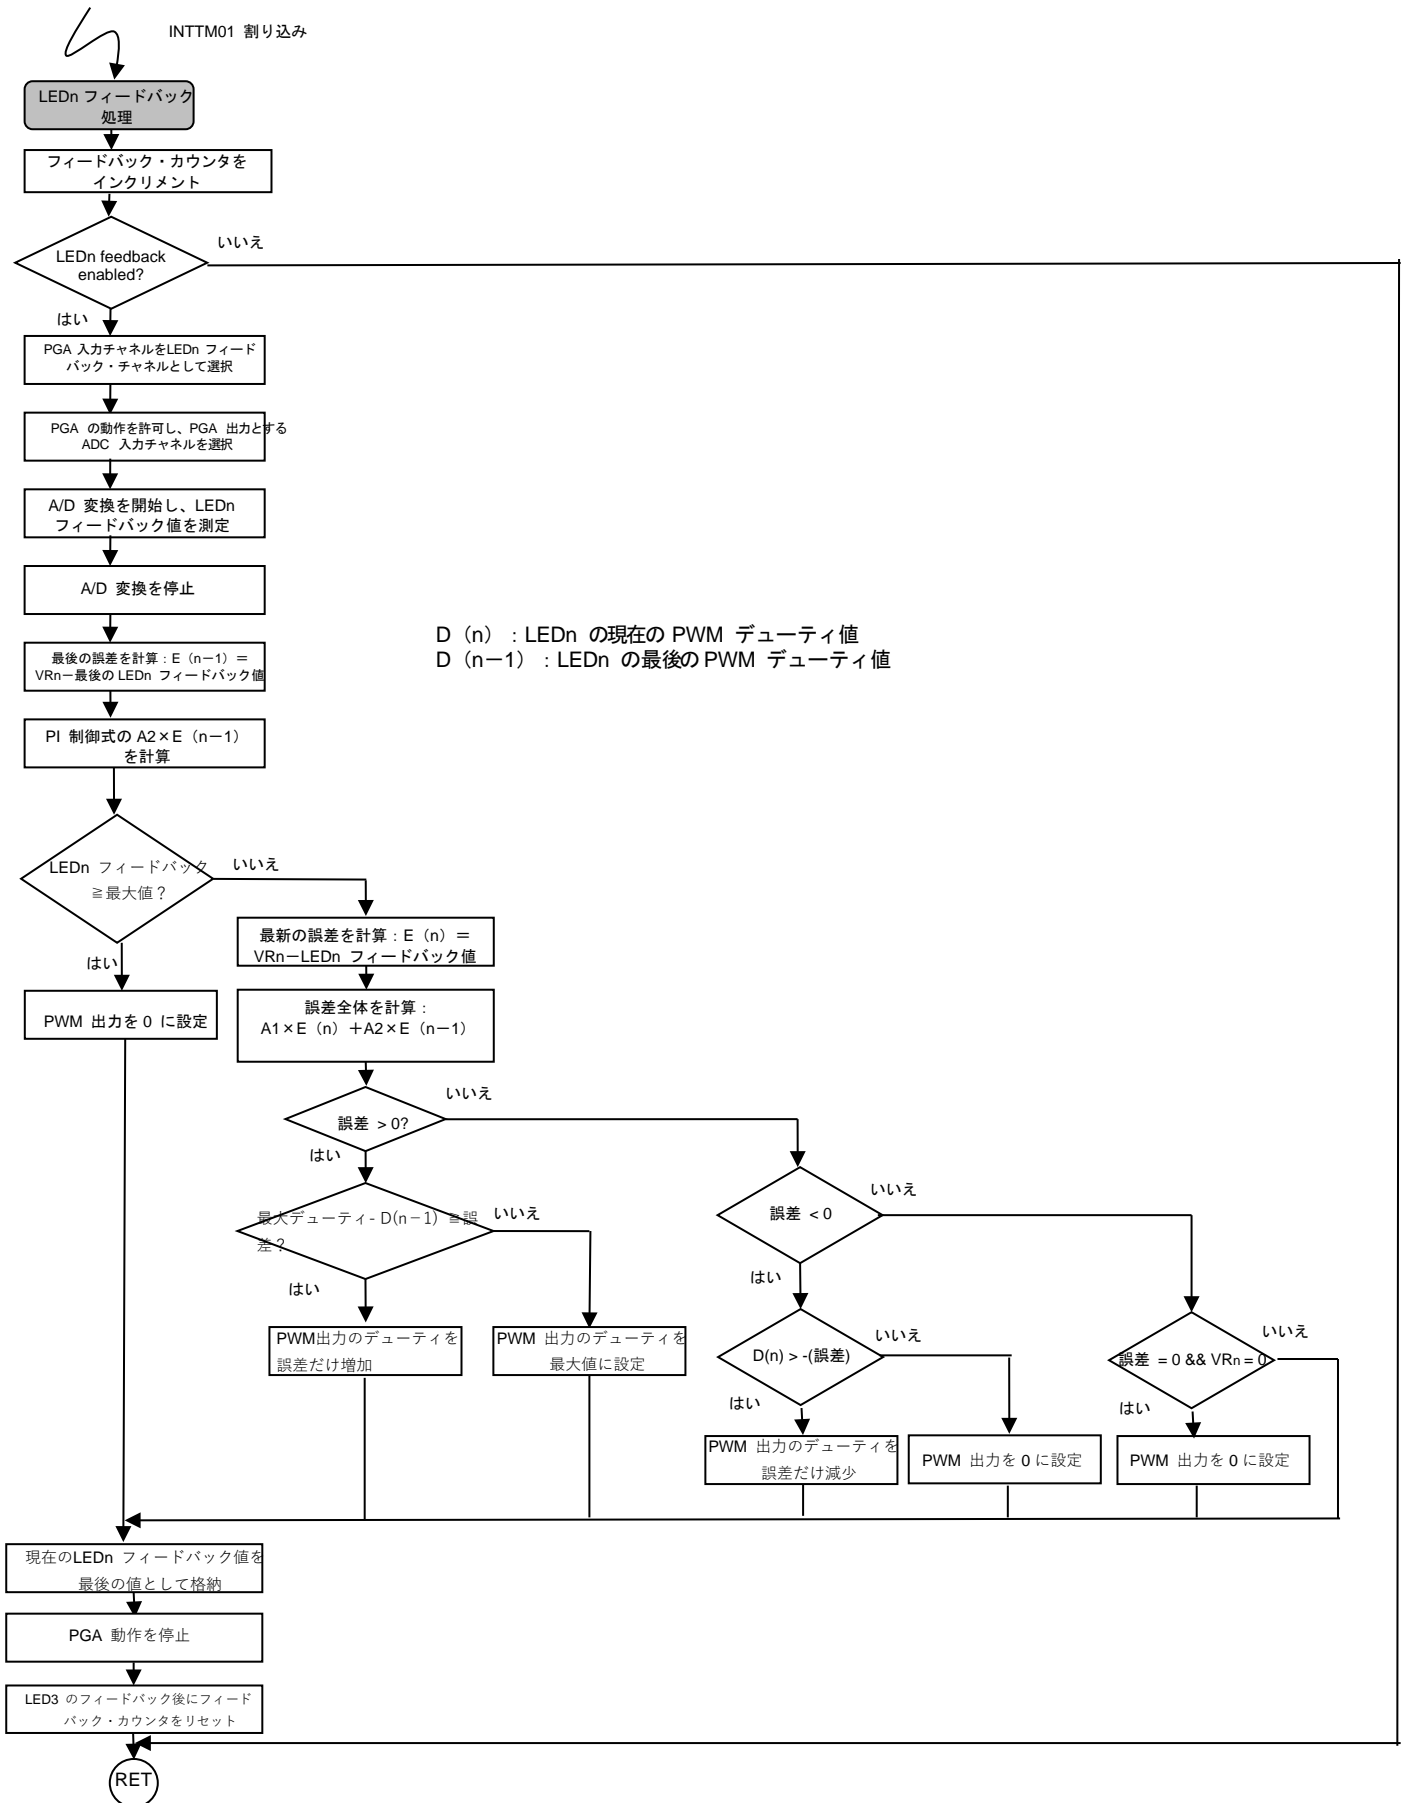 INTTM01 割り込み
LEDn フィードバック
処理
フィードバック・カウンタを
インクリメント
いいえ
LEDn feedback
enabled?
はい
PGA 入力チャネルをLEDn フィード
バック・チャネルとして選択
PGA の動作を許可し、PGA 出力とする
ADC 入力チャネルを選択
A/D 変換を開始し、LEDn
フィードバック値を測定
A/D 変換を停止
D（n）：LEDn の現在の PWM デューティ値
D（n－1）：LEDn の最後の PWM デューティ値
最後の誤差を計算：E（n－1）＝
VRn－最後の LEDn フィードバック値
PI 制御式の A2×E（n－1）
を計算
LEDn フィードバック
≧最大値？
いいえ
はい
最新の誤差を計算：E（n）＝
VRn－LEDn フィードバック値
PWM 出力を 0 に設定
誤差全体を計算：
A1×E（n）＋A2×E（n－1）
いいえ
誤差 > 0?
はい
いいえ
誤差 < 0
最大デューティ- D(n－1) ≧誤
差？
いいえ
はい
はい
PWM出力のデューティを
誤差だけ増加
PWM 出力のデューティを
最大値に設定
いいえ
D(n) > -(誤差)
はい
いいえ
誤差 = 0 && VRn = 0
はい
PWM 出力のデューティを
誤差だけ減少
PWM 出力を 0 に設定
PWM 出力を 0 に設定
現在のLEDn フィードバック値を
最後の値として格納
PGA 動作を停止
LED3 のフィードバック後にフィード
バック・カウンタをリセット
RET